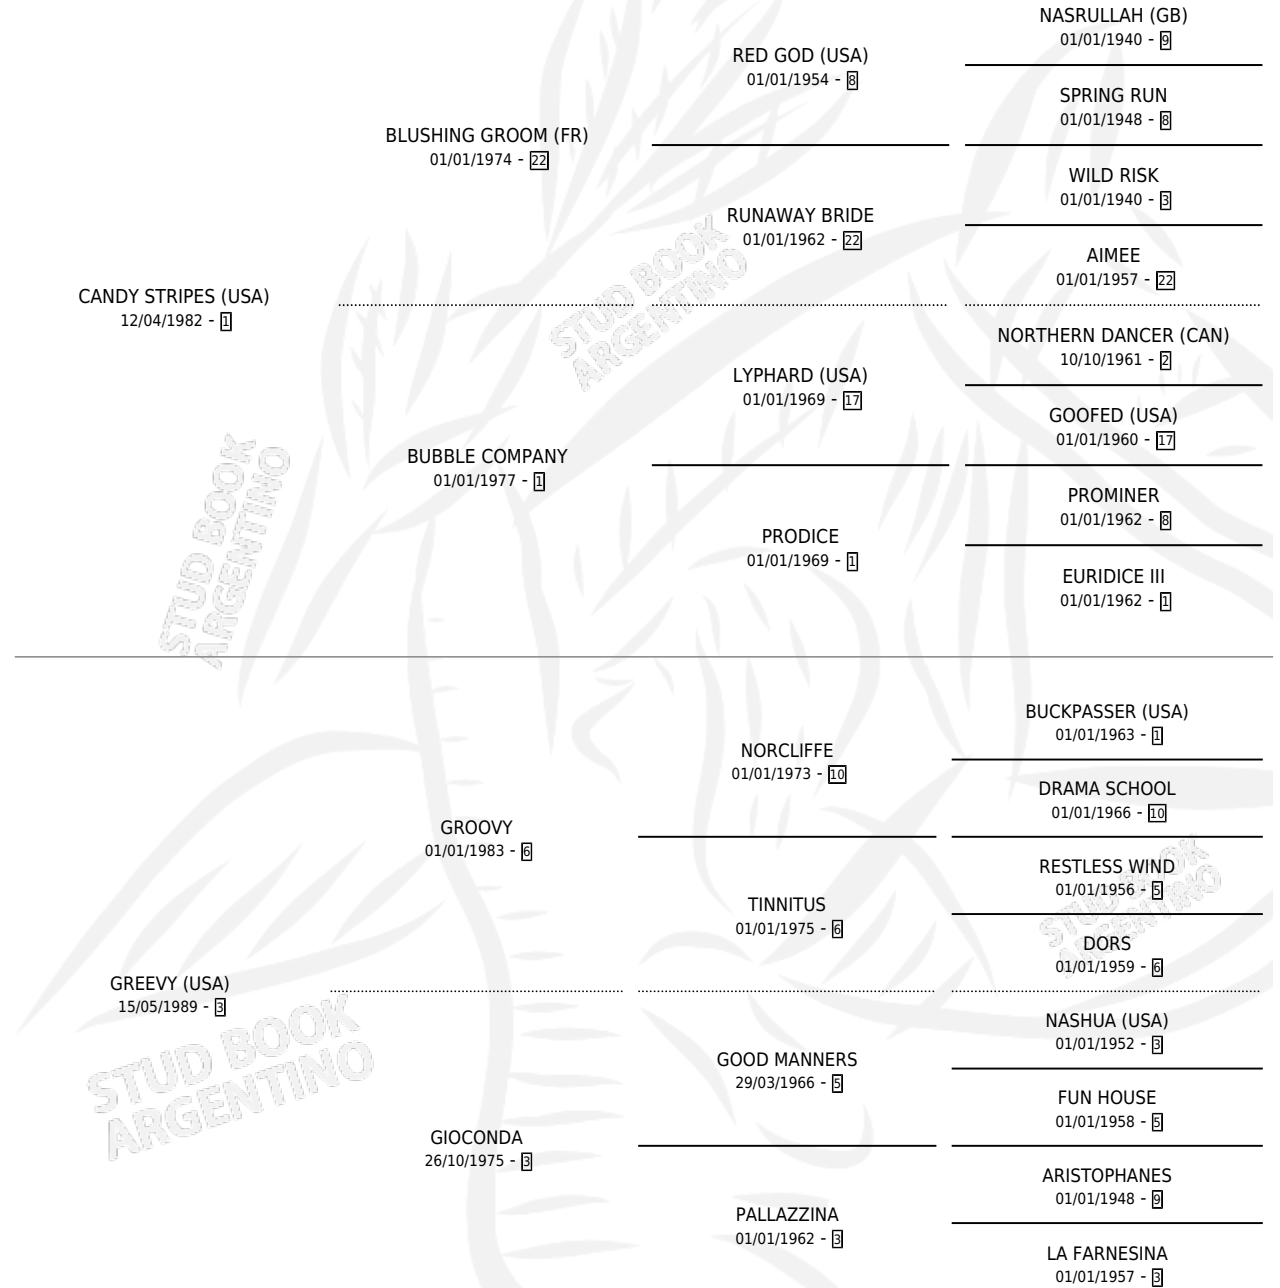 NASRULLAH (GB)
01/01/1940 - 9
RED GOD (USA)
01/01/1954 - 8
SPRING RUN
01/01/1948 - 8
BLUSHING GROOM (FR)
01/01/1974 - 22
WILD RISK
01/01/1940 - 3
RUNAWAY BRIDE
01/01/1962 - 22
AIMEE
01/01/1957 - 22
CANDY STRIPES (USA)
12/04/1982 - 1
NORTHERN DANCER (CAN)
10/10/1961 - 2
LYPHARD (USA)
01/01/1969 - 17
GOOFED (USA)
01/01/1960 - 17
BUBBLE COMPANY
01/01/1977 - 1
PROMINER
01/01/1962 - 8
PRODICE
01/01/1969 - 1
EURIDICE III
01/01/1962 - 1
STUD BOOK
ARGENTINO
STUD BOOK
ARGENTINO
BUCKPASSER (USA)
01/01/1963 - 1
NORCLIFFE
01/01/1973 - 10
DRAMA SCHOOL
01/01/1966 - 10
GROOVY
01/01/1983 - 6
RESTLESS WIND
01/01/1956 - 5
TINNITUS
01/01/1975 - 6
DORS
01/01/1959 - 6
GREEVY (USA)
15/05/1989 - 3
NASHUA (USA)
01/01/1952 - 3
GOOD MANNERS
29/03/1966 - 5
FUN HOUSE
01/01/1958 - 5
GIOCONDA
26/10/1975 - 3
ARISTOPHANES
01/01/1948 - 9
PALLAZZINA
01/01/1962 - 3
LA FARNESINA
01/01/1957 - 3
STUD BOOK
ARGENTINO
STUD BOOK
ARGENTINO